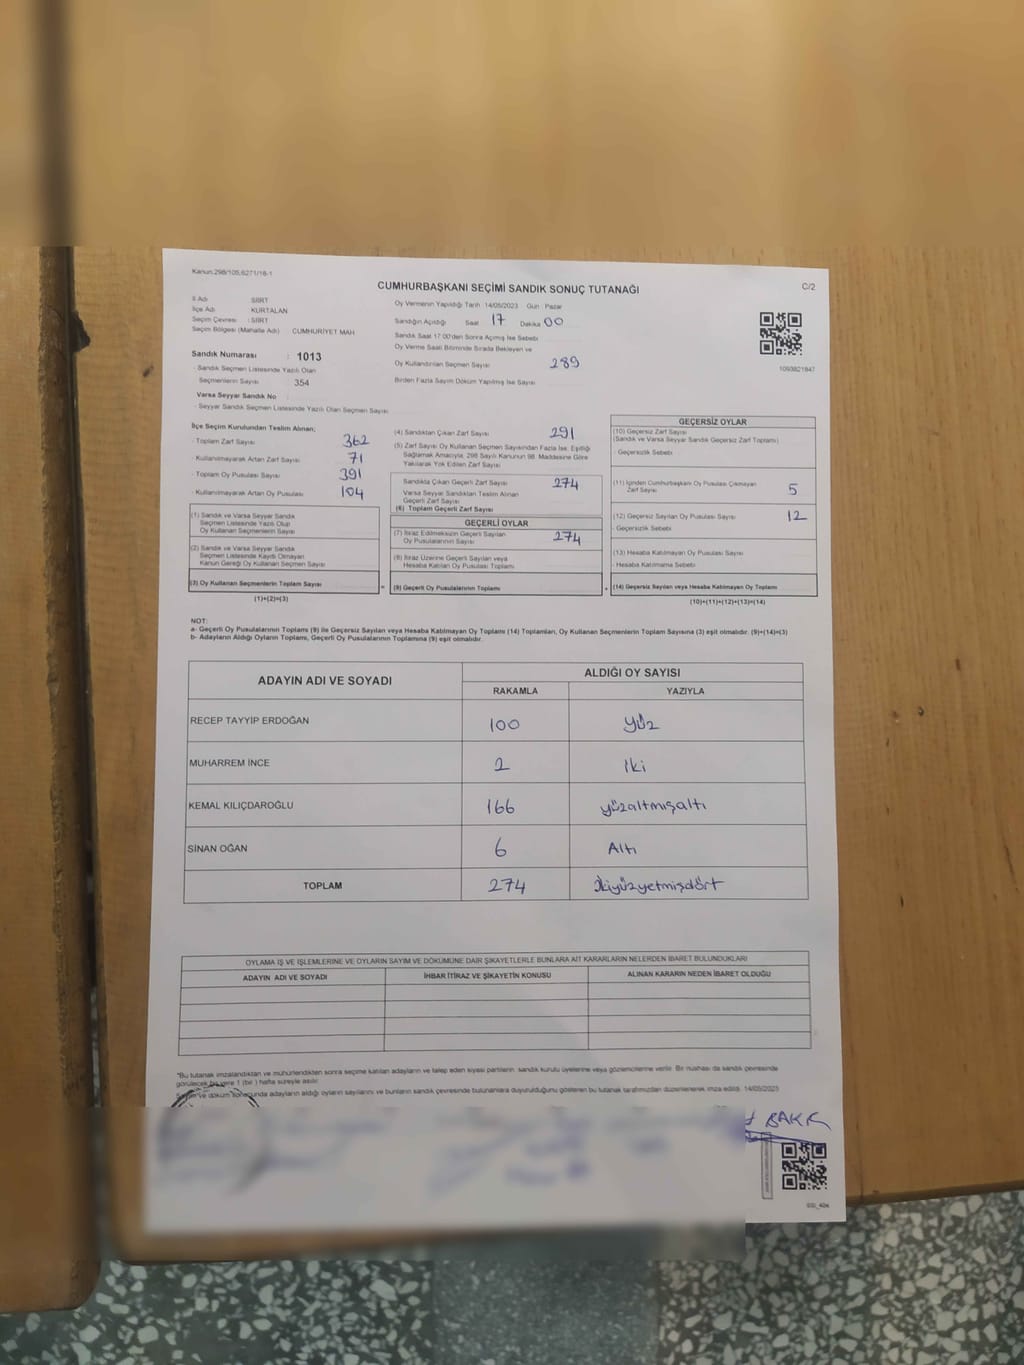 Kanun.298/105,6271/18-1
CUMHURBAŞKANI SEÇİMİ SANDIK SONUÇ TUTANAĞI
C/2
İl Adı SİİRT
İlçe Adı KURTALAN
Seçim Çevresi : SİİRT
Seçim Bölgesi (Mahalle Adı) CUMHURİYET MAH
Sandık Numarası : 1013
- Sandık Seçmen Listesinde Yazılı Olan
Seçmenlerin Sayısı 354
Varsa Seyyar Sandık No
- Seyyar Sandık Seçmen Listesinde Yazılı Olan Seçmen Sayısı
Oy Vermenin Yapıldığı Tarih :14/05/2023 Gün : Pazar
Sandığın Açıldığı Saat 17 Dakika 00
Sandık Saat 17:00'den Sonra Açımış İse Sebebi
Oy Verme Saati Bitiminde Sırada Bekleyen ve
Oy Kullandırılan Seçmen Sayısı 289
Birden Fazla Sayım Döküm Yapılmış İse Sayısı
1093821847
İlçe Seçim Kurulundan Teslim Alınan;
- Toplam Zarf Sayısı 362
- Kullanılmayarak Artan Zarf Sayısı 71
- Toplam Oy Pusulası Sayısı 391
- Kullanılmayarak Artan Oy Pusulası 104
(1) Sandık ve Varsa Seyyar Sandık
Seçmen Listesinde Yazılı Olup
Oy Kullanan Seçmenlerin Sayısı
(2) Sandık ve Varsa Seyyar Sandık
Seçmen Listesinde Kaydı Olmayan
Kanun Gereği Oy Kullanan Seçmen Sayısı
(3) Oy Kullanan Seçmenlerin Toplam Sayısı =
(1)+(2)=(3)
(4) Sandıktan Çıkan Zarf Sayısı 291
(5) Zarf Sayısı Oy Kullanan Seçmen Sayısından Fazla İse; Eşitliği
Sağlamak Amacıyla, 298 Sayılı Kanunun 98. Maddesine Göre
Yakılarak Yok Edilen Zarf Sayısı
Sandıkta Çıkan Geçerli Zarf Sayısı 274
Varsa Seyyar Sandıktan Teslim Alınan
Geçerli Zarf Sayısı
(6) Toplam Geçerli Zarf Sayısı
GEÇERLİ OYLAR
(7) İtiraz Edilmeksizin Geçerli Sayılan
Oy Pusulalarının Sayısı 274
(8) İtiraz Üzerine Geçerli Sayılan veya
Hesaba Katılan Oy Pusulası Toplamı
(9) Geçerli Oy Pusulalarının Toplamı +
GEÇERSİZ OYLAR
(10) Geçersiz Zarf Sayısı
(Sandık ve Varsa Seyyar Sandık Geçersiz Zarf Toplamı)
- Geçersizlik Sebebi
(11) İçinden Cumhurbaşkanı Oy Pusulası Çıkmayan
Zarf Sayısı 5
(12) Geçersiz Sayılan Oy Pusulası Sayısı 12
- Geçersizlik Sebebi
(13) Hesaba Katılmayan Oy Pusulası Sayısı
- Hesaba Katılmama Sebebi
(14) Geçersiz Sayılan veya Hesaba Katılmayan Oy Toplamı
(10)+(11)+(12)+(13)=(14)
NOT:
a- Geçerli Oy Pusulalarının Toplamı (9) ile Geçersiz Sayılan veya Hesaba Katılmayan Oy Toplamı (14) Toplamları, Oy Kullanan Seçmenlerin Toplam Sayısına (3) eşit olmalıdır. (9)+(14)=(3)
b- Adayların Aldığı Oyların Toplamı, Geçerli Oy Pusulalarının Toplamına (9) eşit olmalıdır.
ADAYIN ADI VE SOYADI ALDIĞI OY SAYISI
RAKAMLA YAZIYLA
RECEP TAYYİP ERDOĞAN 100 yüz
MUHARREM İNCE 2 iki
KEMAL KILIÇDAROĞLU 166 yüzaltmışaltı
SİNAN OĞAN 6 Altı
TOPLAM 274 ikiyüzyetmişdört
OYLAMA İŞ VE İŞLEMLERİNE VE OYLARIN SAYIM VE DÖKÜMÜNE DAİR ŞİKAYETLERLE BUNLARA AİT KARARLARIN NELERDEN İBARET BULUNDUKLARI
ADAYIN ADI VE SOYADI İHBAR İTİRAZ VE ŞİKAYETİN KONUSU ALINAN KARARIN NEDEN İBARET OLDUĞU
*Bu tutanak imzalandıktan ve mühürlendikten sonra seçime katılan adayların ve talep eden siyasi partilerin sandık kurulu üyelerine veya gözlemcilerine verilir. Bir nüshası da sandık çevresinde
görülecek bir yere 1 (bir) hafta süreyle asılır.
Sayım ve döküm sonucunda adayların aldığı oyların sayılarını ve bunların sandık çevresinde bulunanlara duyurulduğunu gösteren bu tutanak tarafımızdan düzenlenerek imza edildi. 14/05/2023
BAKR